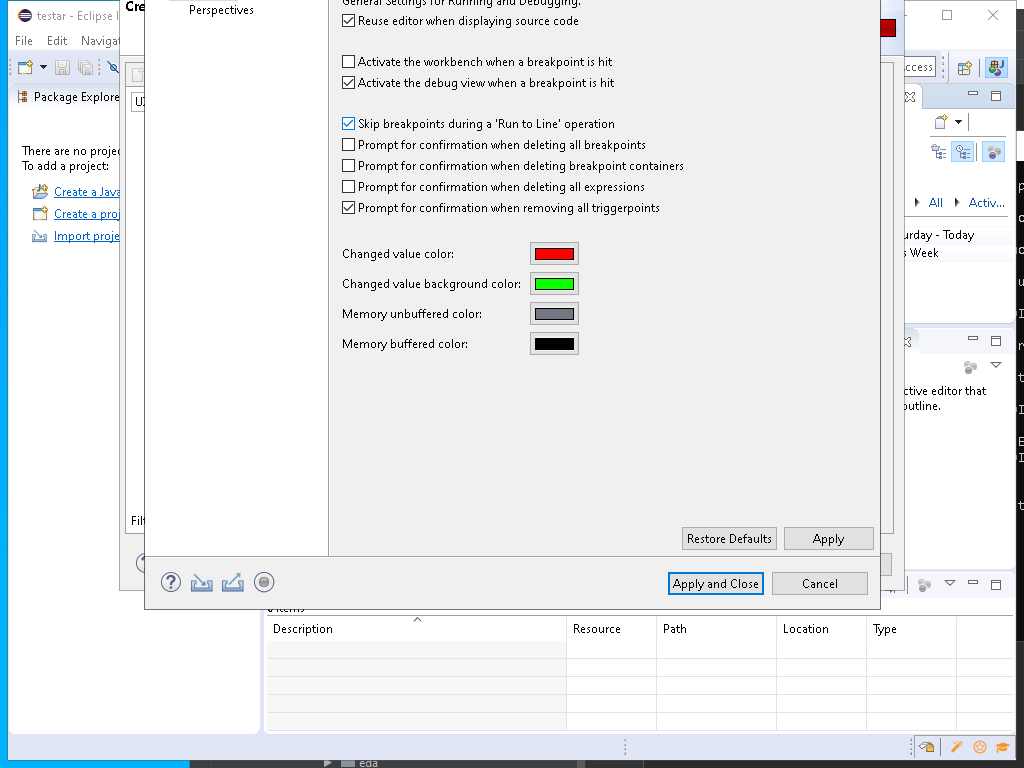 testar - Eclipse I
Cre
Perspectives
General Settings for Running and Debugging.
Reuse editor when displaying source code
File Edit Navigat
Activate the workbench when a breakpoint is hit
Activate the debug view when a breakpoint is hit
Package Explore
Skip breakpoints during a 'Run to Line' operation
Prompt for confirmation when deleting all breakpoints
Prompt for confirmation when deleting breakpoint containers
Prompt for confirmation when deleting all expressions
Prompt for confirmation when removing all triggerpoints
There are no projec
To add a project:
Create a Java
Create a proj
Import proje
All Activ...
urday - Today
s Week
Changed value color:
Changed value background color:
Memory unbuffered color:
Memory buffered color:
ctive editor that
outline.
Filt
Restore Defaults Apply
Apply and Close Cancel
Description Resource Path Location Type
eda